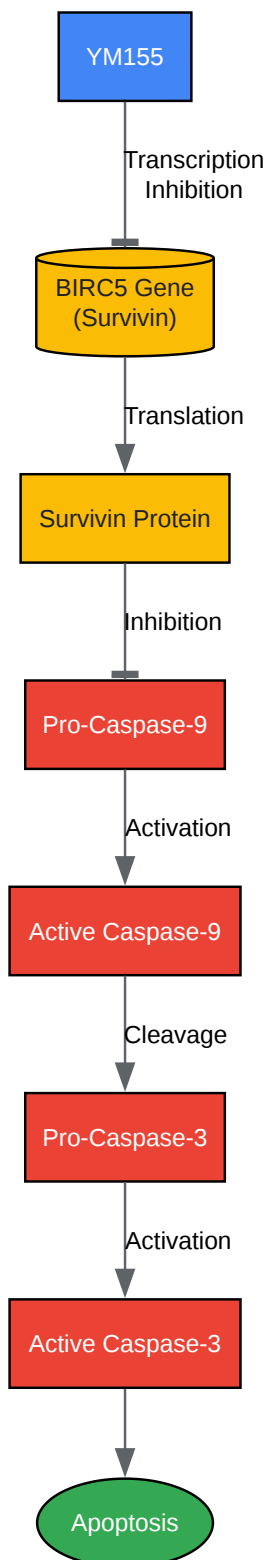 YM155
Transcription
Inhibition
BIRC5 Gene
(Survivin)
Translation
Survivin Protein
Inhibition
Pro-Caspase-9
Activation
Active Caspase-9
Cleavage
Pro-Caspase-3
Activation
Active Caspase-3
Apoptosis